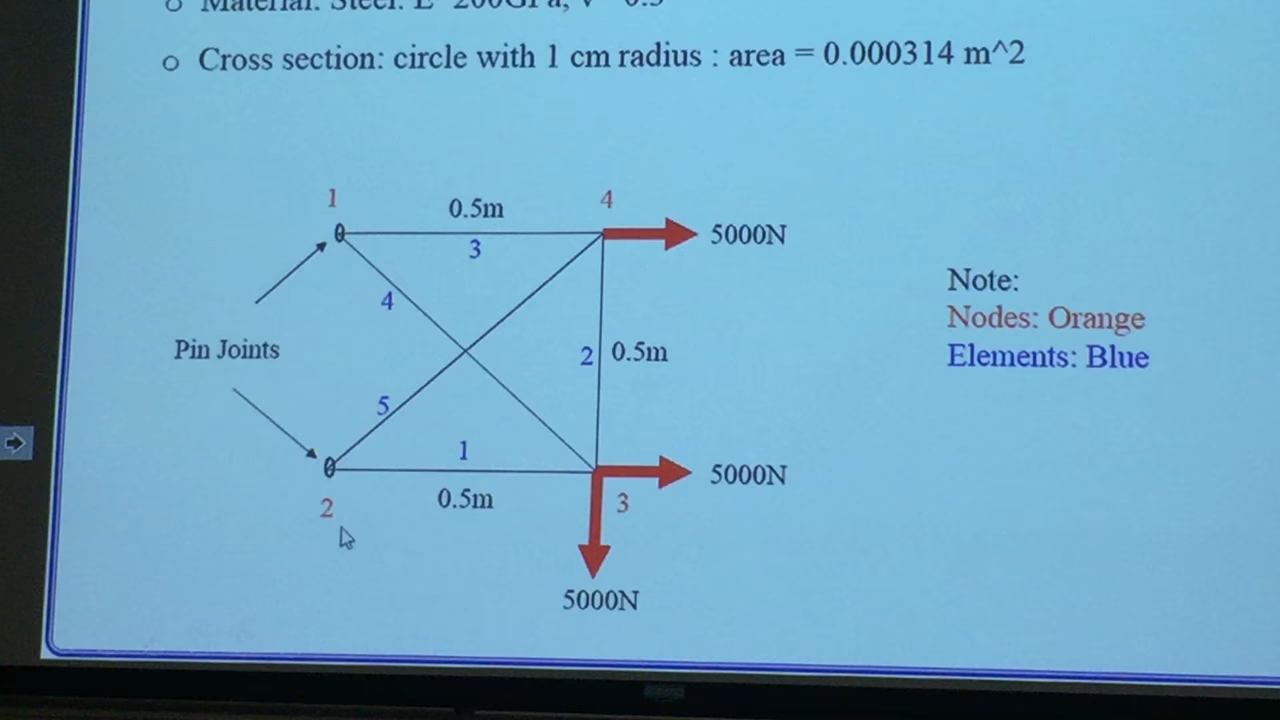 Cross section: circle with 1 cm radius : area = 0.000314 m^2
1
0.5m
4
3
5000N
4
Note:
Nodes: Orange
Elements: Blue
Pin Joints
2
0.5m
5
1
5000N
0.5m
2
3
5000N